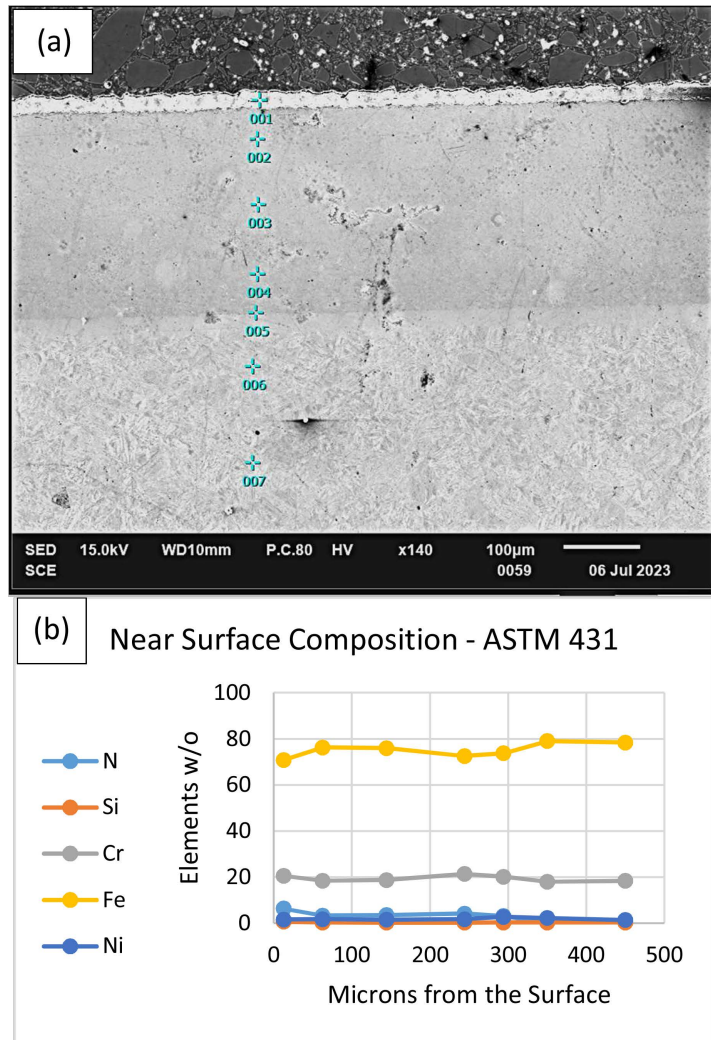 (a)
001
002
003
004
005
006
007
SED 15.0kV WD10mm P.C.80 HV x140 100µm
SCE 0059 06 Jul 2023
(b)
Near Surface Composition - ASTM 431
N
Si
Cr
Fe
Ni
Elements w/o
100
80
60
40
20
0
0 100 200 300 400 500
Microns from the Surface